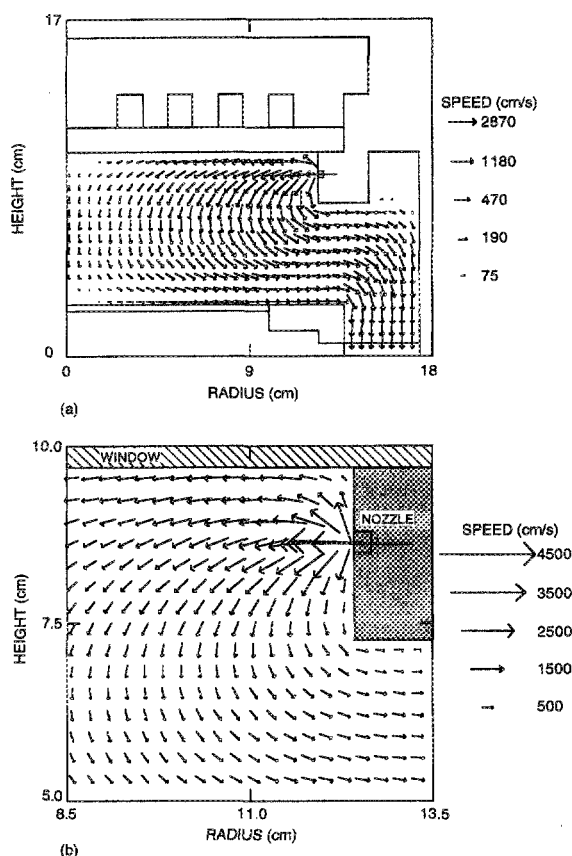 17
HEIGHT (cm)
0
0
9
18
RADIUS (cm)
SPEED (cm/s)
2870
1180
470
190
75
(a)
10.0
WINDOW
NOZZLE
HEIGHT (cm)
7.5
5.0
8.5
11.0
13.5
RADIUS (cm)
SPEED (cm/s)
4500
3500
2500
1500
500
(b)